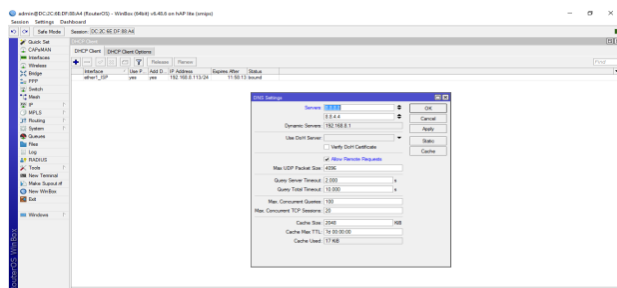 admin@DC:2C:6E:DF:88:A4 (RouterOS) - WinBox (64bit) v6.49.6 on hAP lite (smips)
Session Settings Dashboard
Safe Mode Session: DC:2C:6E:DF:88:A4
Quick Set
CAPsMAN
Interfaces
Wireless
Bridge
PPP
Switch
Mesh
IP
MPLS
Routing
System
Queues
Files
Log
RADIUS
Tools
New Terminal
Make Supout.rif
New WinBox
Exit
Windows
RouterOS WinBox
DHCP Client
DHCP Client DHCP Client Options
Release Renew
Find
Interface Use P... Add D... IP Address Expires After Status
ether1_ISP yes yes 192.168.8.113/24 bound
DNS Settings
Servers: 8.8.8.8
8.8.4.4
Dynamic Servers: 192.168.8.1
Use DoH Server:
Verify DoH Certificate
Allow Remote Requests
Max UDP Packet Size: 4096
Query Server Timeout: 2.000 s
Query Total Timeout: 10.000 s
Max. Concurrent Queries: 100
Max. Concurrent TCP Sessions: 20
Cache Size: 2048 KiB
Cache Max TTL: 7d 00:00:00
Cache Used: 17 KiB
OK
Cancel
Apply
Static
Cache